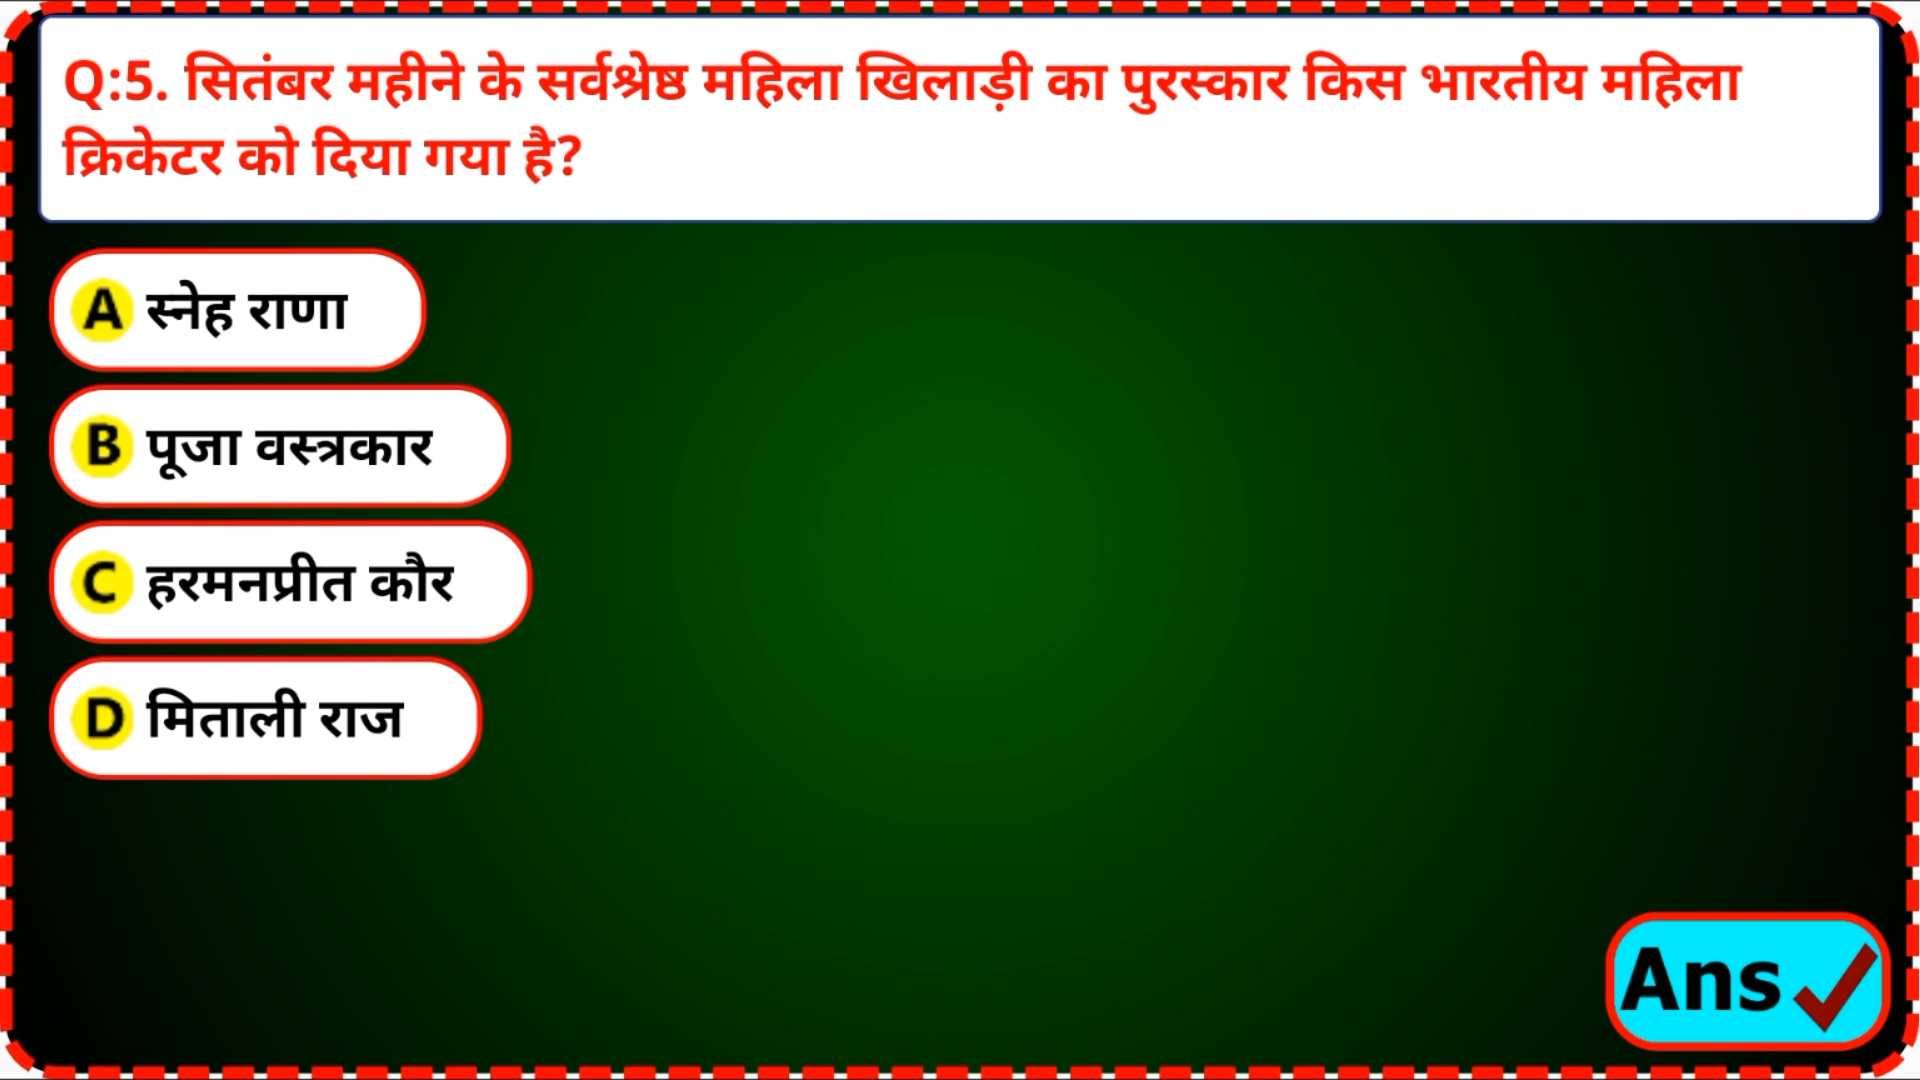 Q:5. सितंबर महीने के सर्वश्रेष्ठ महिला खिलाड़ी का पुरस्कार किस भारतीय महिला
क्रिकेटर को दिया गया है?
A स्नेह राणा
B पूजा वस्त्रकार
C हरमनप्रीत कौर
D मिताली राज
Ans